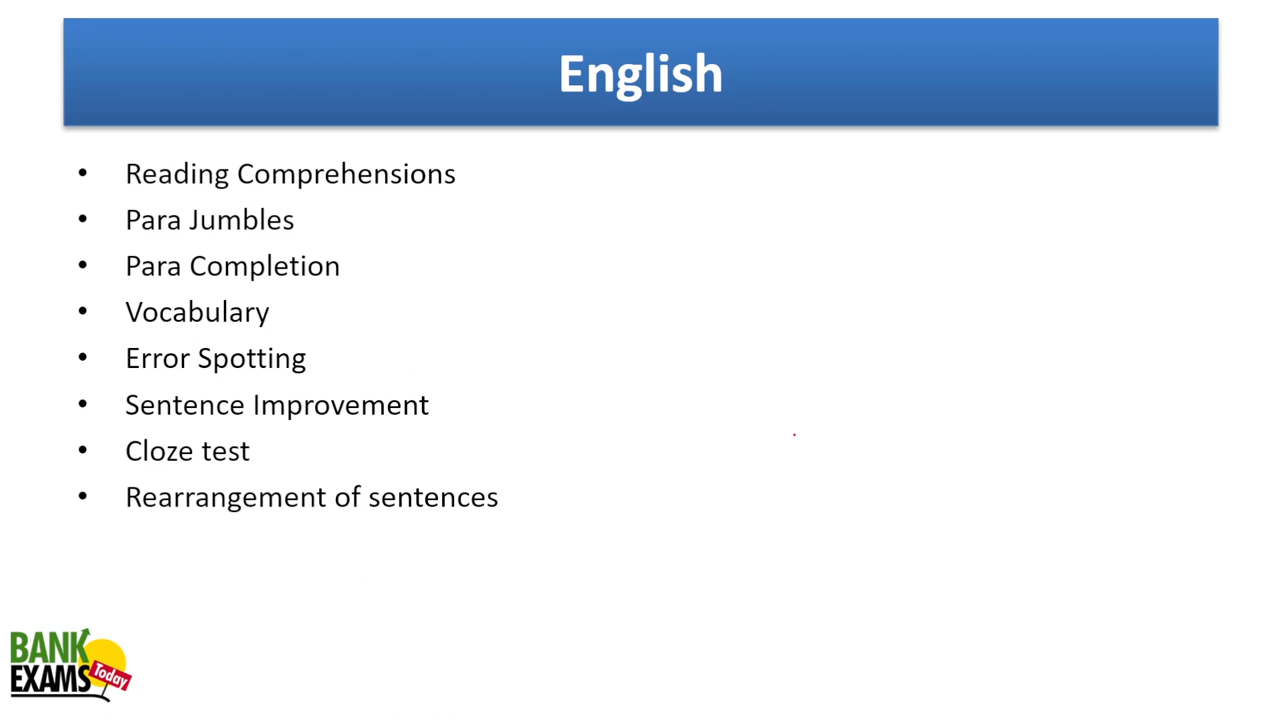 English
• Reading Comprehensions
• Para Jumbles
• Para Completion
• Vocabulary
• Error Spotting
• Sentence Improvement
• Cloze test
• Rearrangement of sentences
BANK
EXAMS Today